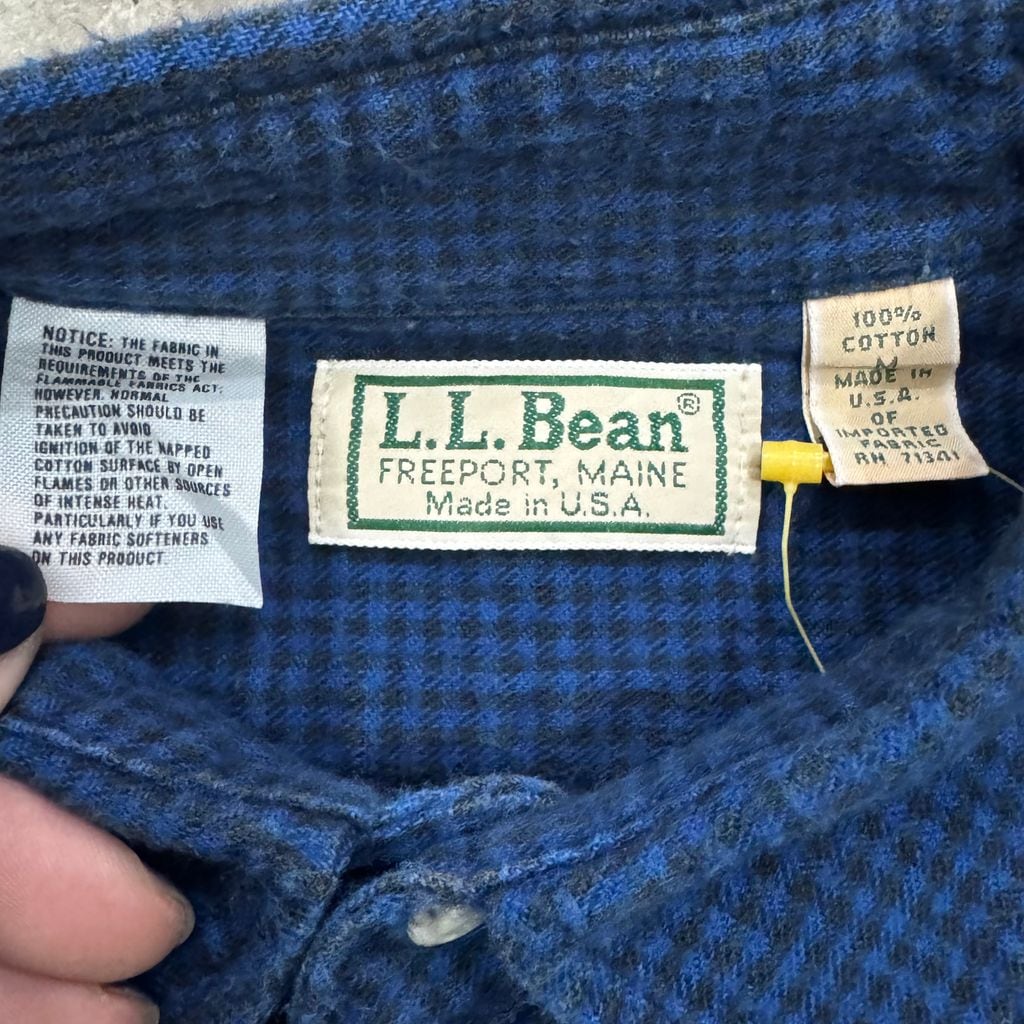 NOTICE: THE FABRIC IN
THIS PRODUCT MEETS THE
REQUIREMENTS OF THE
FLAMMABLE FABRICS ACT;
HOWEVER, NORMAL
PRECAUTION SHOULD BE
TAKEN TO AVOID
IGNITION OF THE NAPPED
COTTON SURFACE BY OPEN
FLAMES OR OTHER SOURCES
OF INTENSE HEAT.
PARTICULARLY IF YOU USE
ANY FABRIC SOFTENERS
ON THIS PRODUCT.
L.L.Bean®
FREEPORT, MAINE
Made in U.S.A.
100%
COTTON
M
MADE IN
U.S.A.
OF
IMPORTED
FABRIC
RN 71341